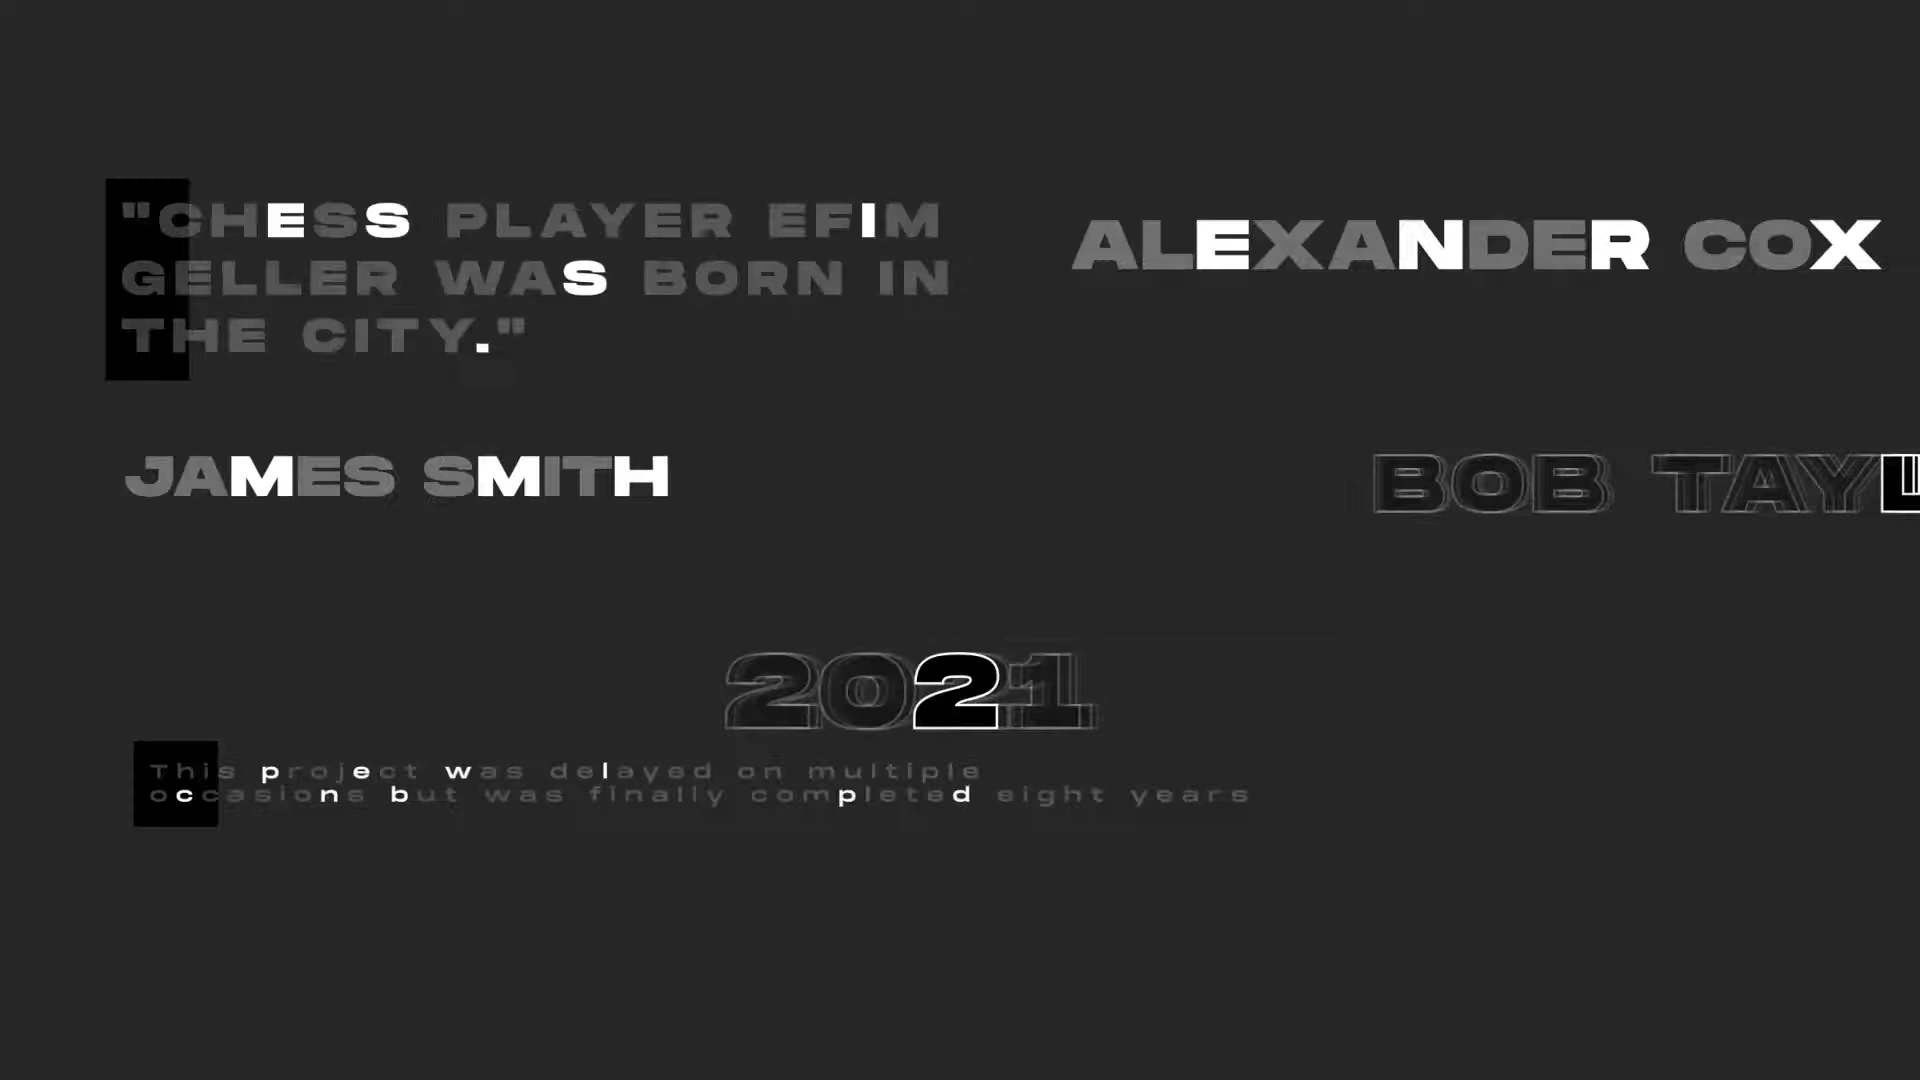 "CHESS PLAYER EFIM
GELLER WAS BORN IN
THE CITY."
ALEXANDER COX
JAMES SMITH
BOB
2021
This project was delayed on multiple
occasions but was finally completed eight years